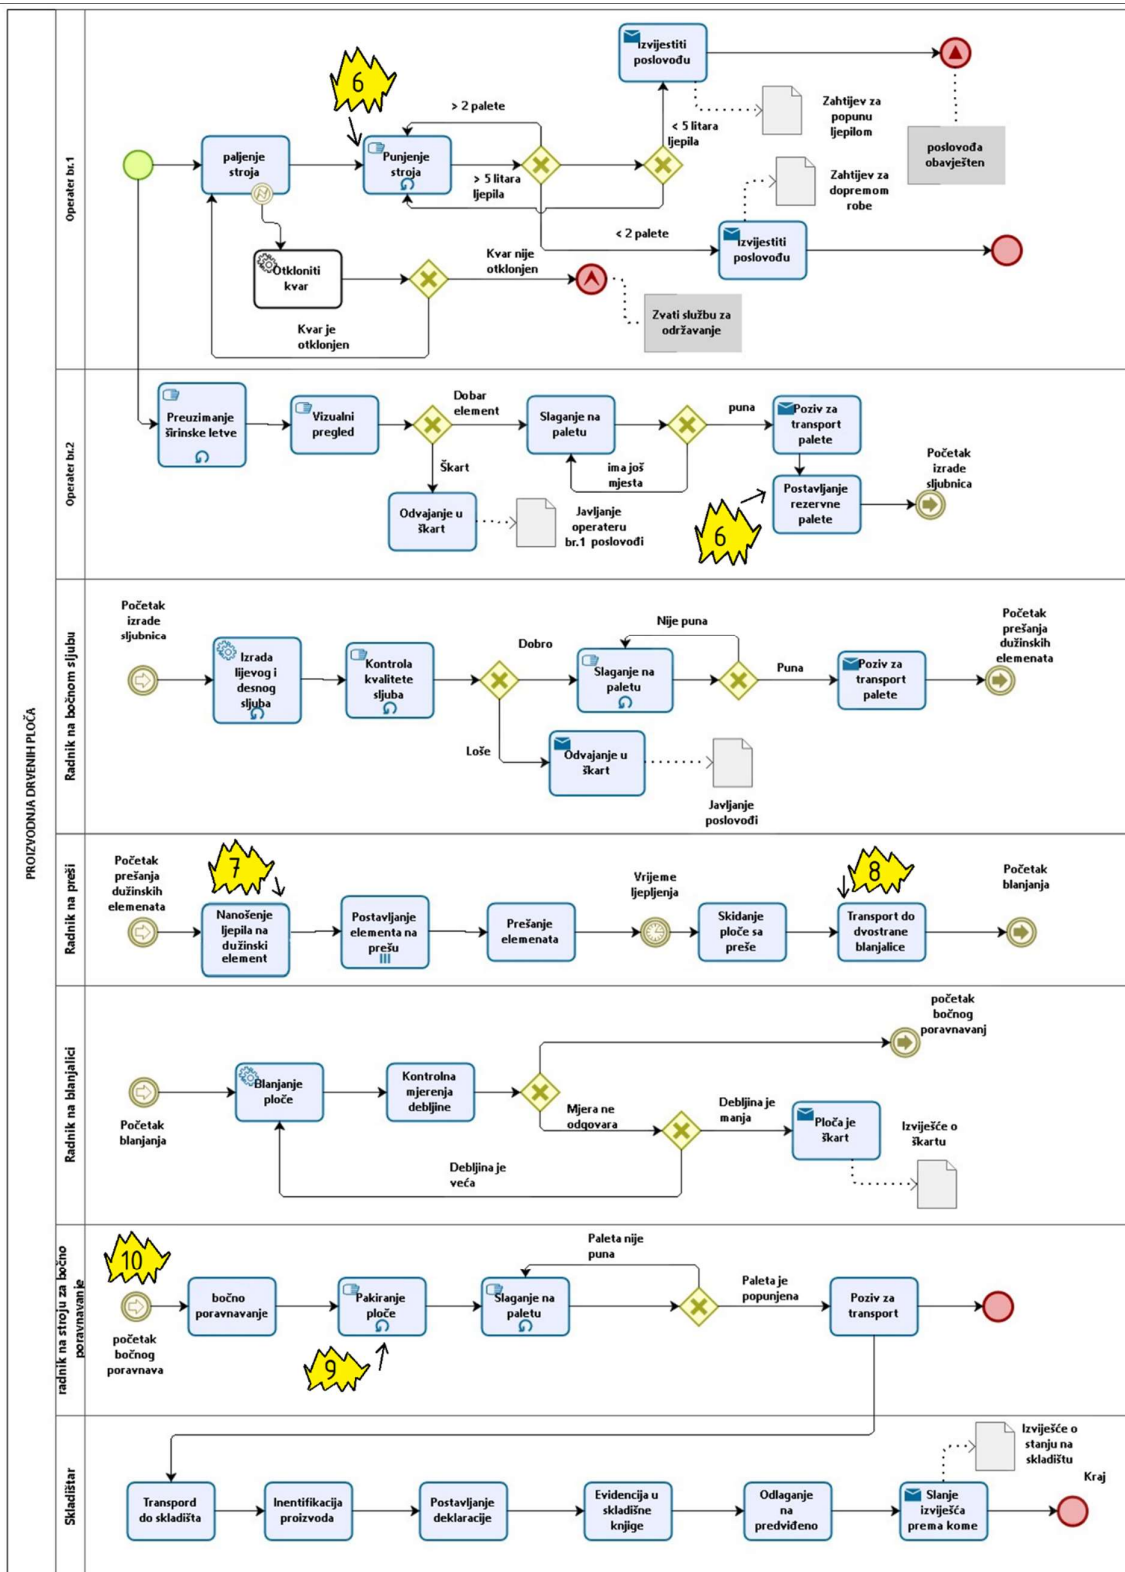 PROIZVODNJA DRVENIH PLOČA
Operater br.1
6
paljenje
stroja
Punjenje
stroja
> 2 palete
> 5 litara
ljepila
< 5 litara
ljepila
Izvijestiti
poslovođu
Zahtijev za
popunu
ljepilom
poslovođa
obavješten
Zahtijev za
dopremom
robe
< 2 palete
Izvijestiti
poslovođu
Otkloniti
kvar
Kvar nije
otklonjen
Zvati službu za
održavanje
Kvar je
otklonjen
Operater br.2
Preuzimanje
širinske letve
Vizualni
pregled
Dobar
element
Slaganje na
paletu
puna
Poziv za
transport
palete
Škart
ima još
mjesta
Odvajanje u
škart
Javljanje
operateru
br.1 poslovođi
6
Postavljanje
rezervne
palete
Početak
izrade
sljubnica
Radnik na bočnom sljubu
Početak
izrade
sljubnica
Izrada
lijevog i
desnog
sljuba
Kontrola
kvalitete
sljuba
Dobro
Nije puna
Slaganje na
paletu
Puna
Poziv za
transport
palete
Početak
prešanja
dužinskih
elemenata
Loše
Odvajanje u
škart
Javljanje
poslovođi
Radnik na preši
Početak
prešanja
dužinskih
elemenata
7
Nanošenje
ljepila na
dužinski
element
Postavljanje
elementa na
prešu
Prešanje
elemenata
Vrijeme
ljepljenja
Skidanje
ploče sa
preše
8
Transport do
dvostrane
blanjalice
Početak
blanjanja
Radnik na blanjalici
Početak
blanjanja
Blanjanje
ploče
Kontrolna
mjerenja
debljine
početak
bočnog
poravnavanj
Mjera ne
odgovara
Debljina je
manja
Ploča je
škart
Izviješće o
škartu
Debljina je
veća
radnik na stroju za bočno
poravnavanje
10
početak
bočnog
poravnava
bočno
poravnavanje
Pakiranje
ploče
9
Slaganje na
paletu
Paleta nije
puna
Paleta je
popunjena
Poziv za
transport
Skladištar
Transpord
do skladišta
Inentifikacija
proizvoda
Postavljanje
deklaracije
Evidencija u
skladišne
knjige
Odlaganje
na
predviđeno
Slanje
izviješća
prema kome
Izviješće o
stanju na
skladištu
Kraj